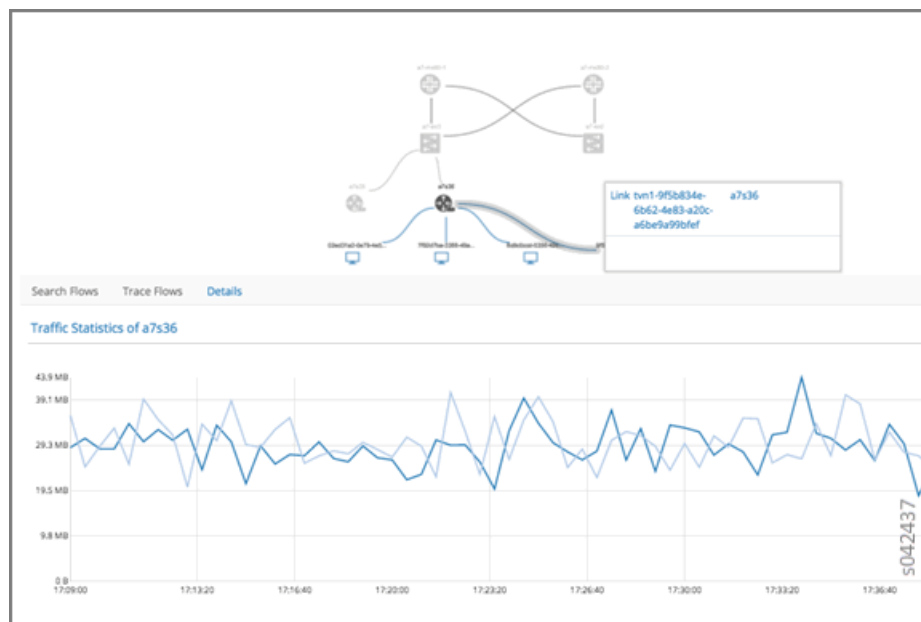 a7s36
Link tvn1-9f5b834e-
6b62-4e83-a20c-
a6be9a99bfef
a7s36
Search Flows Trace Flows Details
Traffic Statistics of a7s36
43.9 MB
39.1 MB
29.3 MB
19.5 MB
9.8 MB
0 B
17:09:00 17:13:20 17:16:40 17:20:00 17:23:20 17:26:40 17:30:00 17:33:20 17:36:40
s042437